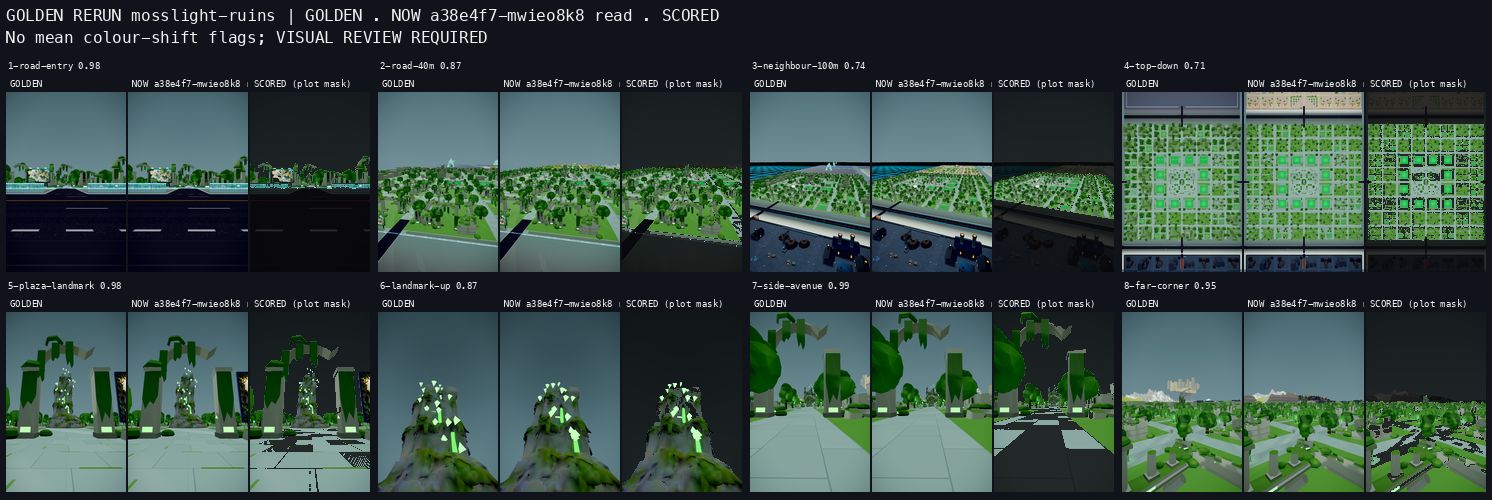 GOLDEN RERUN mosslight-ruins | GOLDEN . NOW a38e4f7-mwieo8k8 read . SCORED
No mean colour-shift flags; VISUAL REVIEW REQUIRED
1-road-entry 0.98
GOLDEN NOW a38e4f7-mwieo8k8 SCORED (plot mask)
2-road-40m 0.87
GOLDEN NOW a38e4f7-mwieo8k8 SCORED (plot mask)
3-neighbour-100m 0.74
GOLDEN NOW a38e4f7-mwieo8k8 SCORED (plot mask)
4-top-down 0.71
GOLDEN NOW a38e4f7-mwieo8k8 SCORED (plot mask)
5-plaza-landmark 0.98
GOLDEN NOW a38e4f7-mwieo8k8 SCORED (plot mask)
6-landmark-up 0.87
GOLDEN NOW a38e4f7-mwieo8k8 SCORED (plot mask)
7-side-avenue 0.99
GOLDEN NOW a38e4f7-mwieo8k8 SCORED (plot mask)
8-far-corner 0.95
GOLDEN NOW a38e4f7-mwieo8k8 SCORED (plot mask)